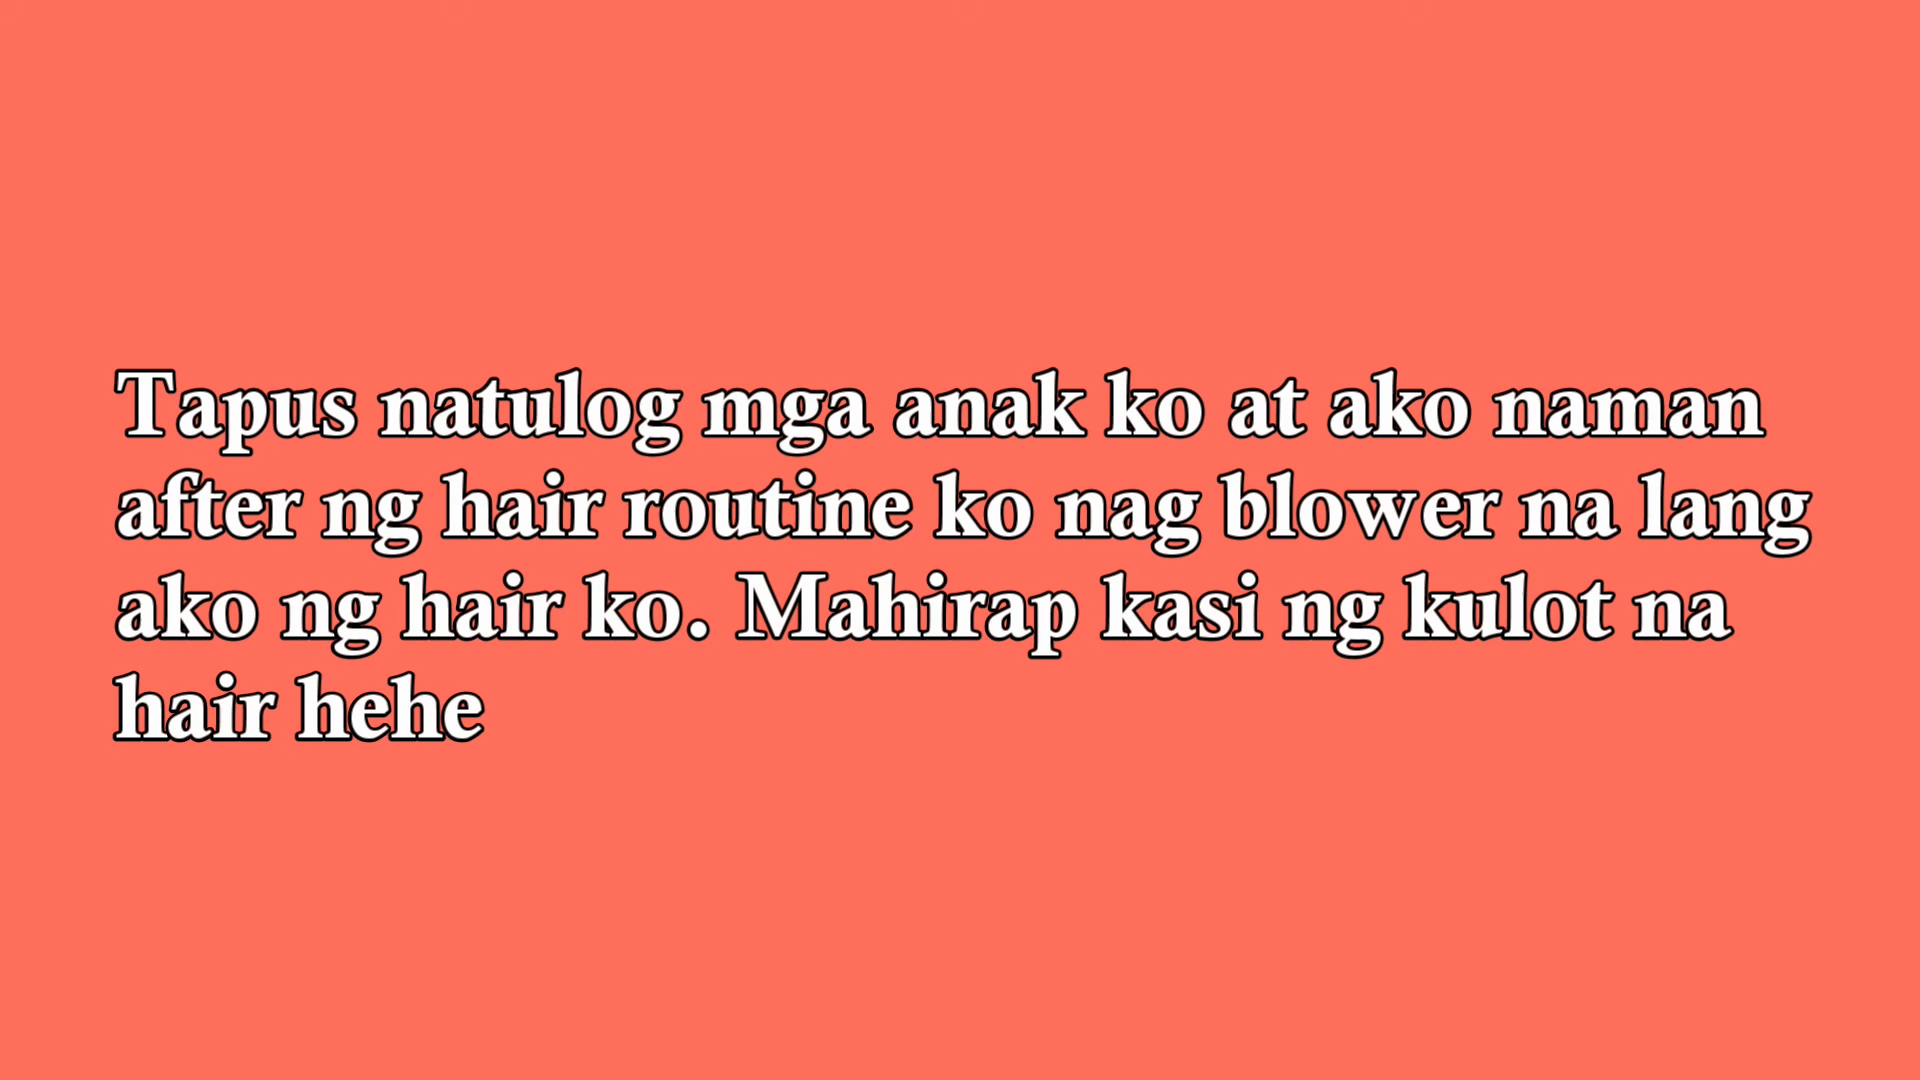 Tapus natulog mga anak ko at ako naman
after ng hair routine ko nag blower na lang
ako ng hair ko. Mahirap kasi ng kulot na
hair hehe